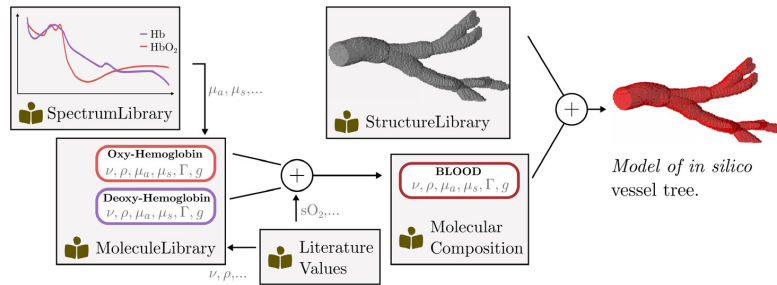 Hb
HbO₂
SpectrumLibrary
μₐ, μₛ,...
StructureLibrary
Oxy-Hemoglobin
ν, ρ, μₐ, μₛ, Γ, g
Deoxy-Hemoglobin
ν, ρ, μₐ, μₛ, Γ, g
MoleculeLibrary
+
sO₂,...
ν, ρ,...
Literature
Values
BLOOD
ν, ρ, μₐ, μₛ, Γ, g
Molecular
Composition
+
Model of in silico
vessel tree.